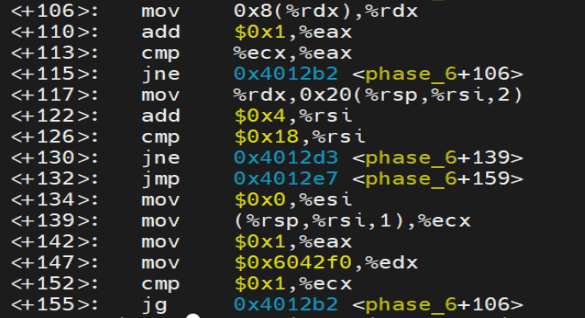 <+106>: mov 0x8(%rdx),%rdx
<+110>: add $0x1,%eax
<+113>: cmp %ecx,%eax
<+115>: jne 0x4012b2 <phase_6+106>
<+117>: mov %rdx,0x20(%rsp,%rsi,2)
<+122>: add $0x4,%rsi
<+126>: cmp $0x18,%rsi
<+130>: jne 0x4012d3 <phase_6+139>
<+132>: jmp 0x4012e7 <phase_6+159>
<+134>: mov $0x0,%esi
<+139>: mov (%rsp,%rsi,1),%ecx
<+142>: mov $0x1,%eax
<+147>: mov $0x6042f0,%edx
<+152>: cmp $0x1,%ecx
<+155>: jg 0x4012b2 <phase_6+106>